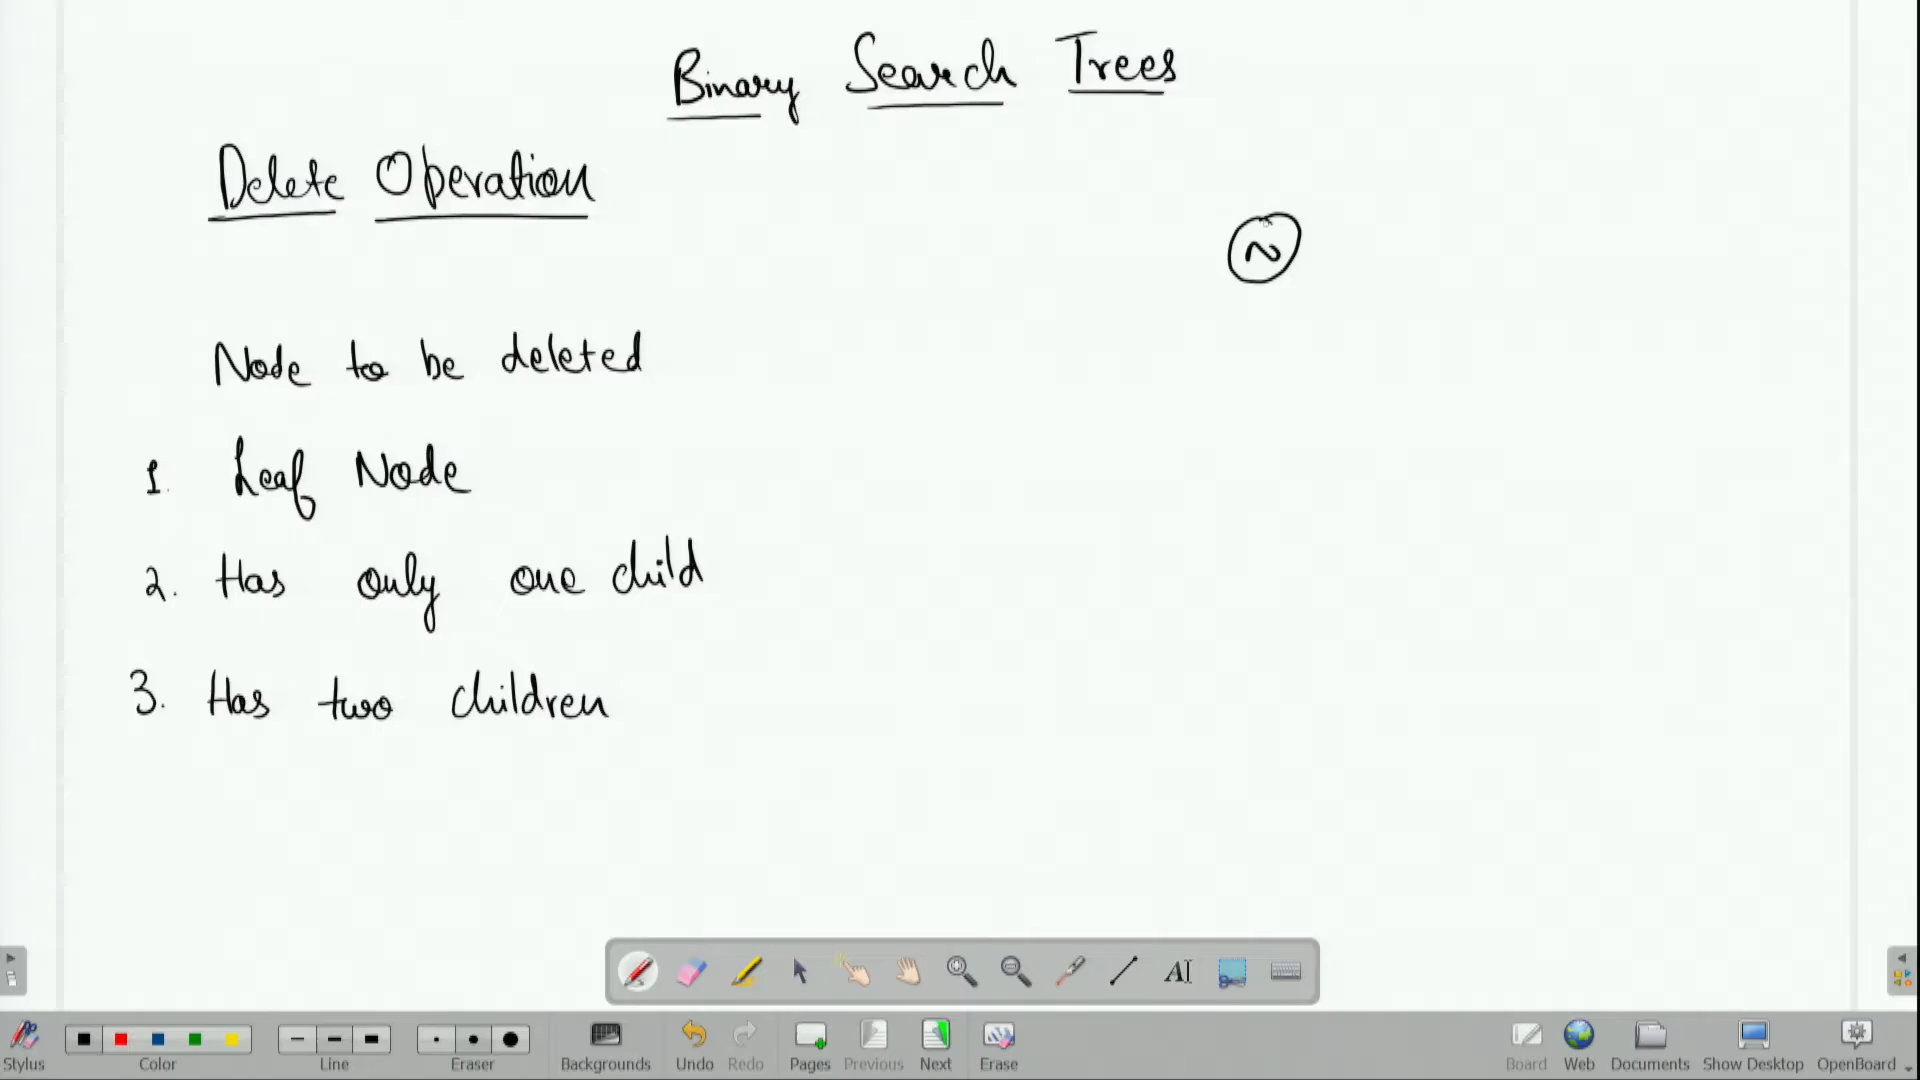 Binary Search Trees
Delete Operation
N
Node to be deleted
1. Leaf Node
2. Has only one child
3. Has two children
AI
Stylus
Color
Line
Eraser
Backgrounds
Undo
Redo
Pages
Previous
Next
Erase
Board
Web
Documents
Show Desktop
OpenBoard